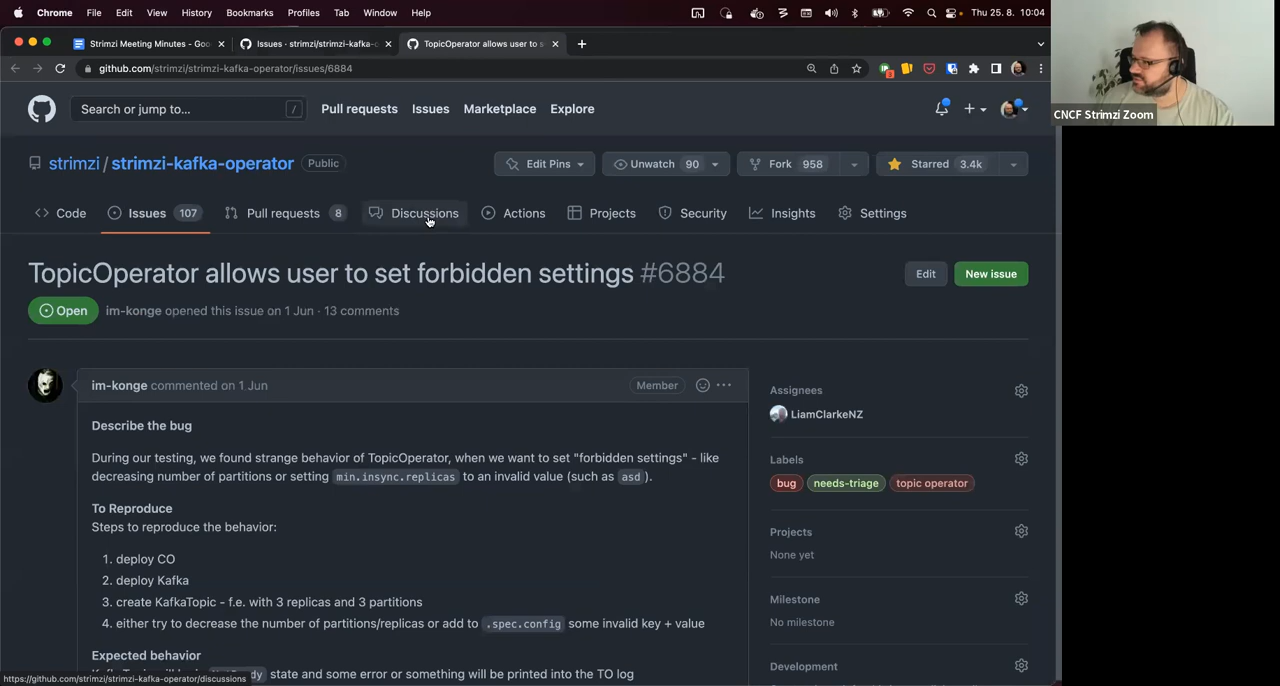 Chrome File Edit View History Bookmarks Profiles Tab Window Help Thu 25. 8. 10:04
Strimzi Meeting Minutes - Goo Issues · strimzi/strimzi-kafka-o TopicOperator allows user to s
github.com/strimzi/strimzi-kafka-operator/issues/6884
CNCF Strimzi Zoom
Search or jump to... / Pull requests Issues Marketplace Explore
strimzi / strimzi-kafka-operator Public Edit Pins Unwatch 90 Fork 958 Starred 3.4k
Code Issues 107 Pull requests 8 Discussions Actions Projects Security Insights Settings
TopicOperator allows user to set forbidden settings #6884 Edit New issue
Open im-konge opened this issue on 1 Jun · 13 comments
im-konge commented on 1 Jun Member
Describe the bug
During our testing, we found strange behavior of TopicOperator, when we want to set "forbidden settings" - like
decreasing number of partitions or setting min.insync.replicas to an invalid value (such as asd ).
To Reproduce
Steps to reproduce the behavior:
1. deploy CO
2. deploy Kafka
3. create KafkaTopic - f.e. with 3 replicas and 3 partitions
4. either try to decrease the number of partitions/replicas or add to .spec.config some invalid key + value
Expected behavior
state and some error or something will be printed into the TO log
Assignees
LiamClarkeNZ
Labels
bug needs-triage topic operator
Projects
None yet
Milestone
No milestone
Development
https://github.com/strimzi/strimzi-kafka-operator/discussions